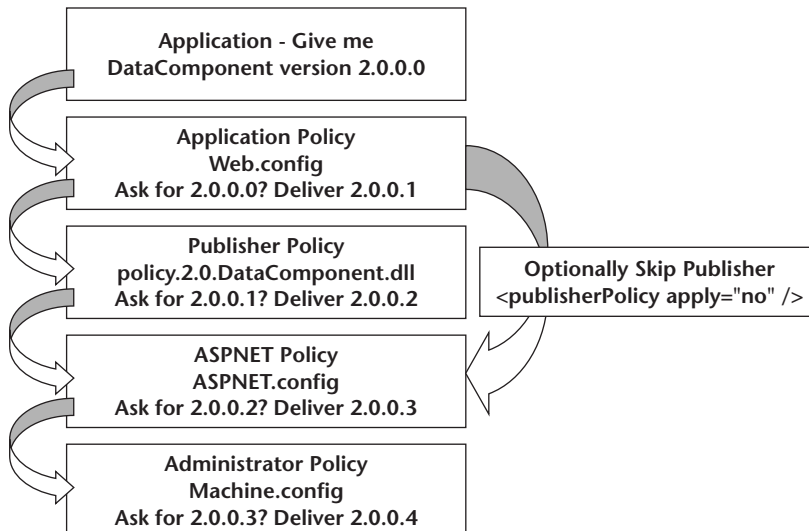 Application - Give me
DataComponent version 2.0.0.0
Application Policy
Web.config
Ask for 2.0.0.0? Deliver 2.0.0.1
Publisher Policy
policy.2.0.DataComponent.dll
Ask for 2.0.0.1? Deliver 2.0.0.2
Optionally Skip Publisher
<publisherPolicy apply="no" />
ASPNET Policy
ASPNET.config
Ask for 2.0.0.2? Deliver 2.0.0.3
Administrator Policy
Machine.config
Ask for 2.0.0.3? Deliver 2.0.0.4